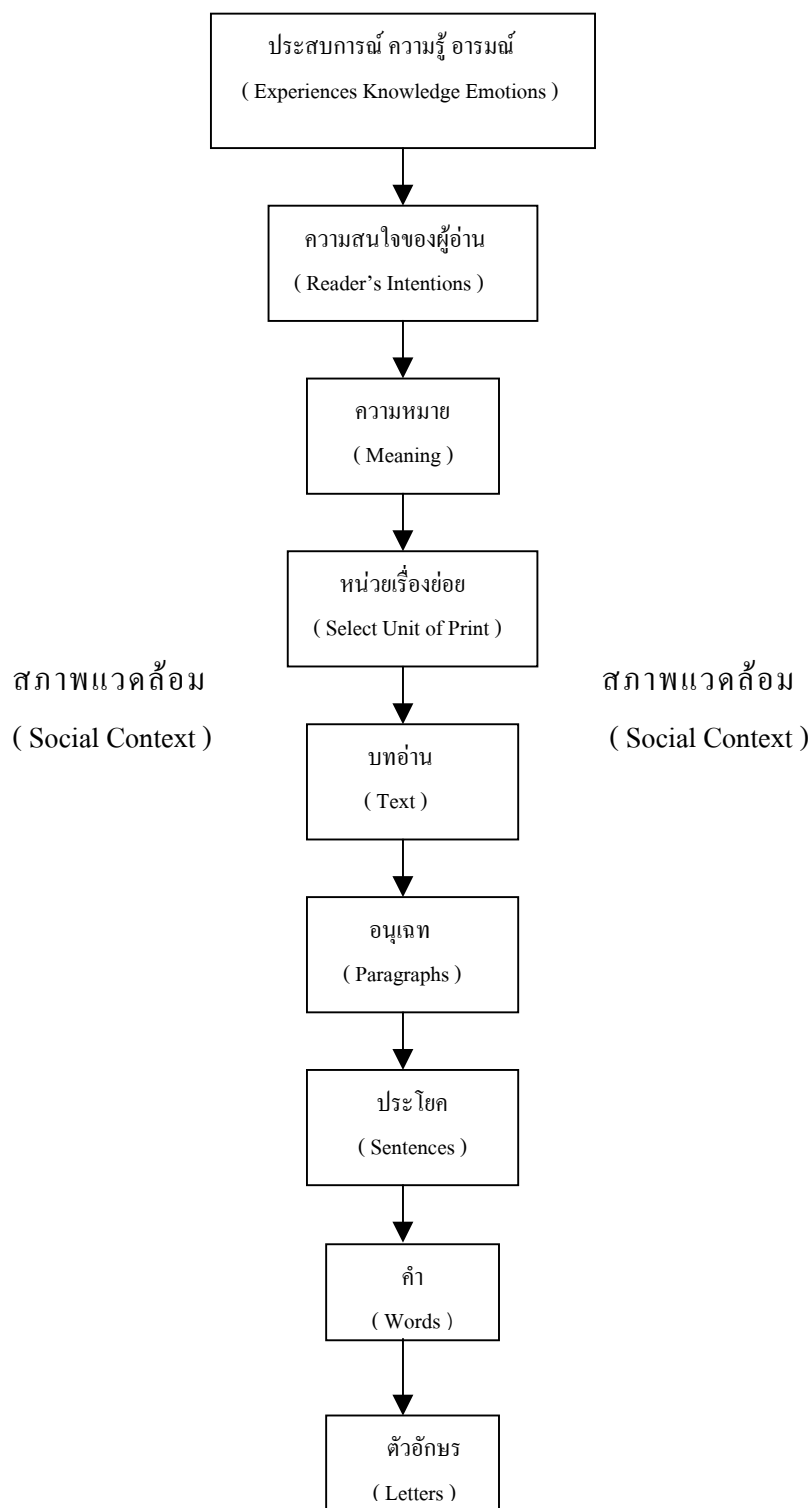 ประสบการณ์ ความรู้ อารมณ์
( Experiences Knowledge Emotions )
ความสนใจของผู้อ่าน
( Reader’s Intentions )
ความหมาย
( Meaning )
หน่วยเรื่องย่อย
( Select Unit of Print )
สภาพแวดล้อม
( Social Context )
สภาพแวดล้อม
( Social Context )
บทอ่าน
( Text )
อนุเฉท
( Paragraphs )
ประโยค
( Sentences )
คำ
( Words )
ตัวอักษร
( Letters )